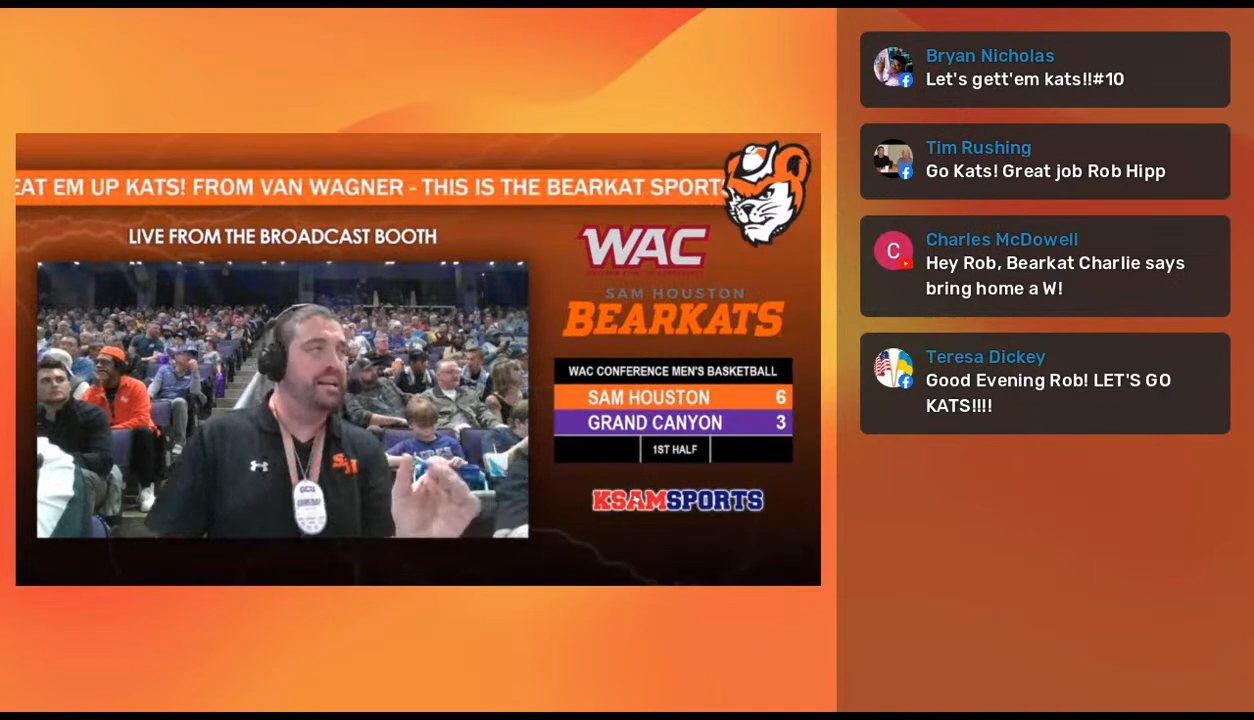 EAT EM UP KATS! FROM VAN WAGNER - THIS IS THE BEARKAT SPORT
LIVE FROM THE BROADCAST BOOTH
WAC
SAM HOUSTON
BEARKATS
WAC CONFERENCE MEN'S BASKETBALL
SAM HOUSTON 6
GRAND CANYON 3
1ST HALF
KSAMSPORTS
SH
GCU
Bryan Nicholas
Let's gett'em kats!!#10
Tim Rushing
Go Kats! Great job Rob Hipp
C
Charles McDowell
Hey Rob, Bearkat Charlie says
bring home a W!
Teresa Dickey
Good Evening Rob! LET'S GO
KATS!!!!